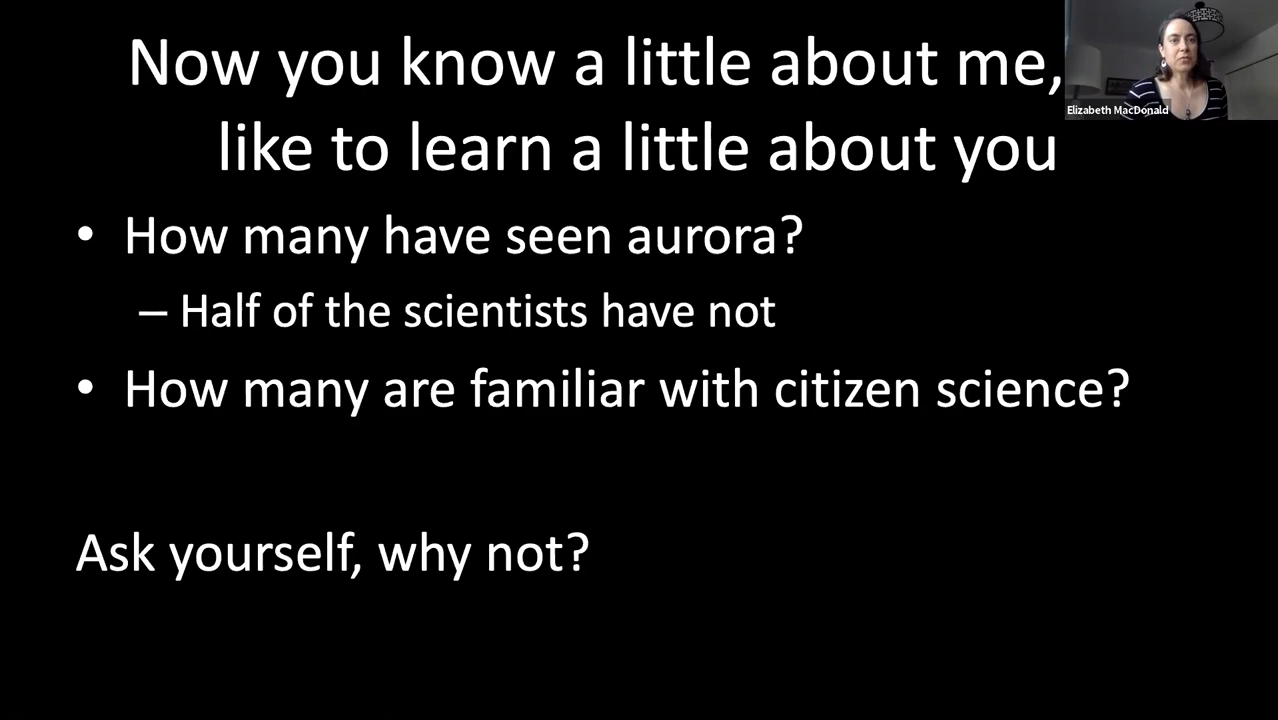 Now you know a little about me,
like to learn a little about you
Elizabeth MacDonald
• How many have seen aurora?
– Half of the scientists have not
• How many are familiar with citizen science?
Ask yourself, why not?